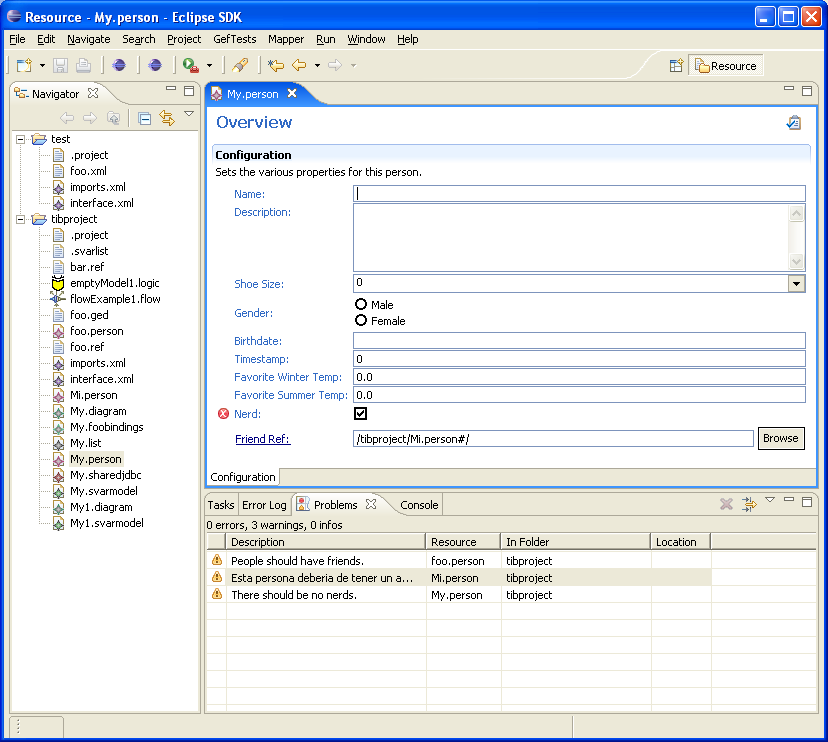 Resource - My.person - Eclipse SDK
File Edit Navigate Search Project GefTests Mapper Run Window Help
Resource
Navigator
test
.project
foo.xml
imports.xml
interface.xml
tibproject
.project
.svarlist
bar.ref
emptyModel1.logic
flowExample1.flow
foo.ged
foo.person
foo.ref
imports.xml
interface.xml
Mi.person
My.diagram
My.foobindings
My.list
My.person
My.sharedjdbc
My.svarmodel
My1.diagram
My1.svarmodel
My.person
Overview
Configuration
Sets the various properties for this person.
Name:
Description:
Shoe Size: 0
Gender: Male
Female
Birthdate:
Timestamp: 0
Favorite Winter Temp: 0.0
Favorite Summer Temp: 0.0
Nerd:
Friend Ref: /tibproject/Mi.person#/ Browse
Configuration
Tasks Error Log Problems Console
0 errors, 3 warnings, 0 infos
Description Resource In Folder Location
People should have friends. foo.person tibproject
Esta persona deberia de tener un a... Mi.person tibproject
There should be no nerds. My.person tibproject